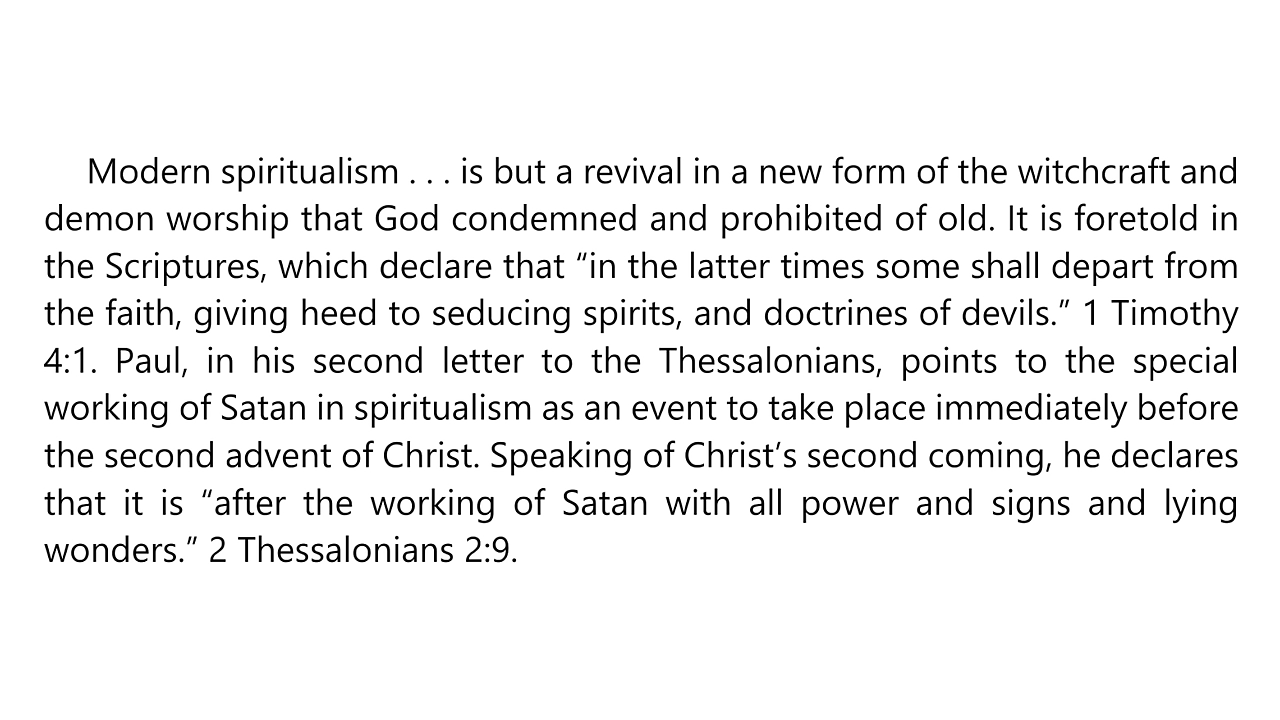 Modern spiritualism . . . is but a revival in a new form of the witchcraft and
demon worship that God condemned and prohibited of old. It is foretold in
the Scriptures, which declare that “in the latter times some shall depart from
the faith, giving heed to seducing spirits, and doctrines of devils.” 1 Timothy
4:1. Paul, in his second letter to the Thessalonians, points to the special
working of Satan in spiritualism as an event to take place immediately before
the second advent of Christ. Speaking of Christ’s second coming, he declares
that it is “after the working of Satan with all power and signs and lying
wonders.” 2 Thessalonians 2:9.